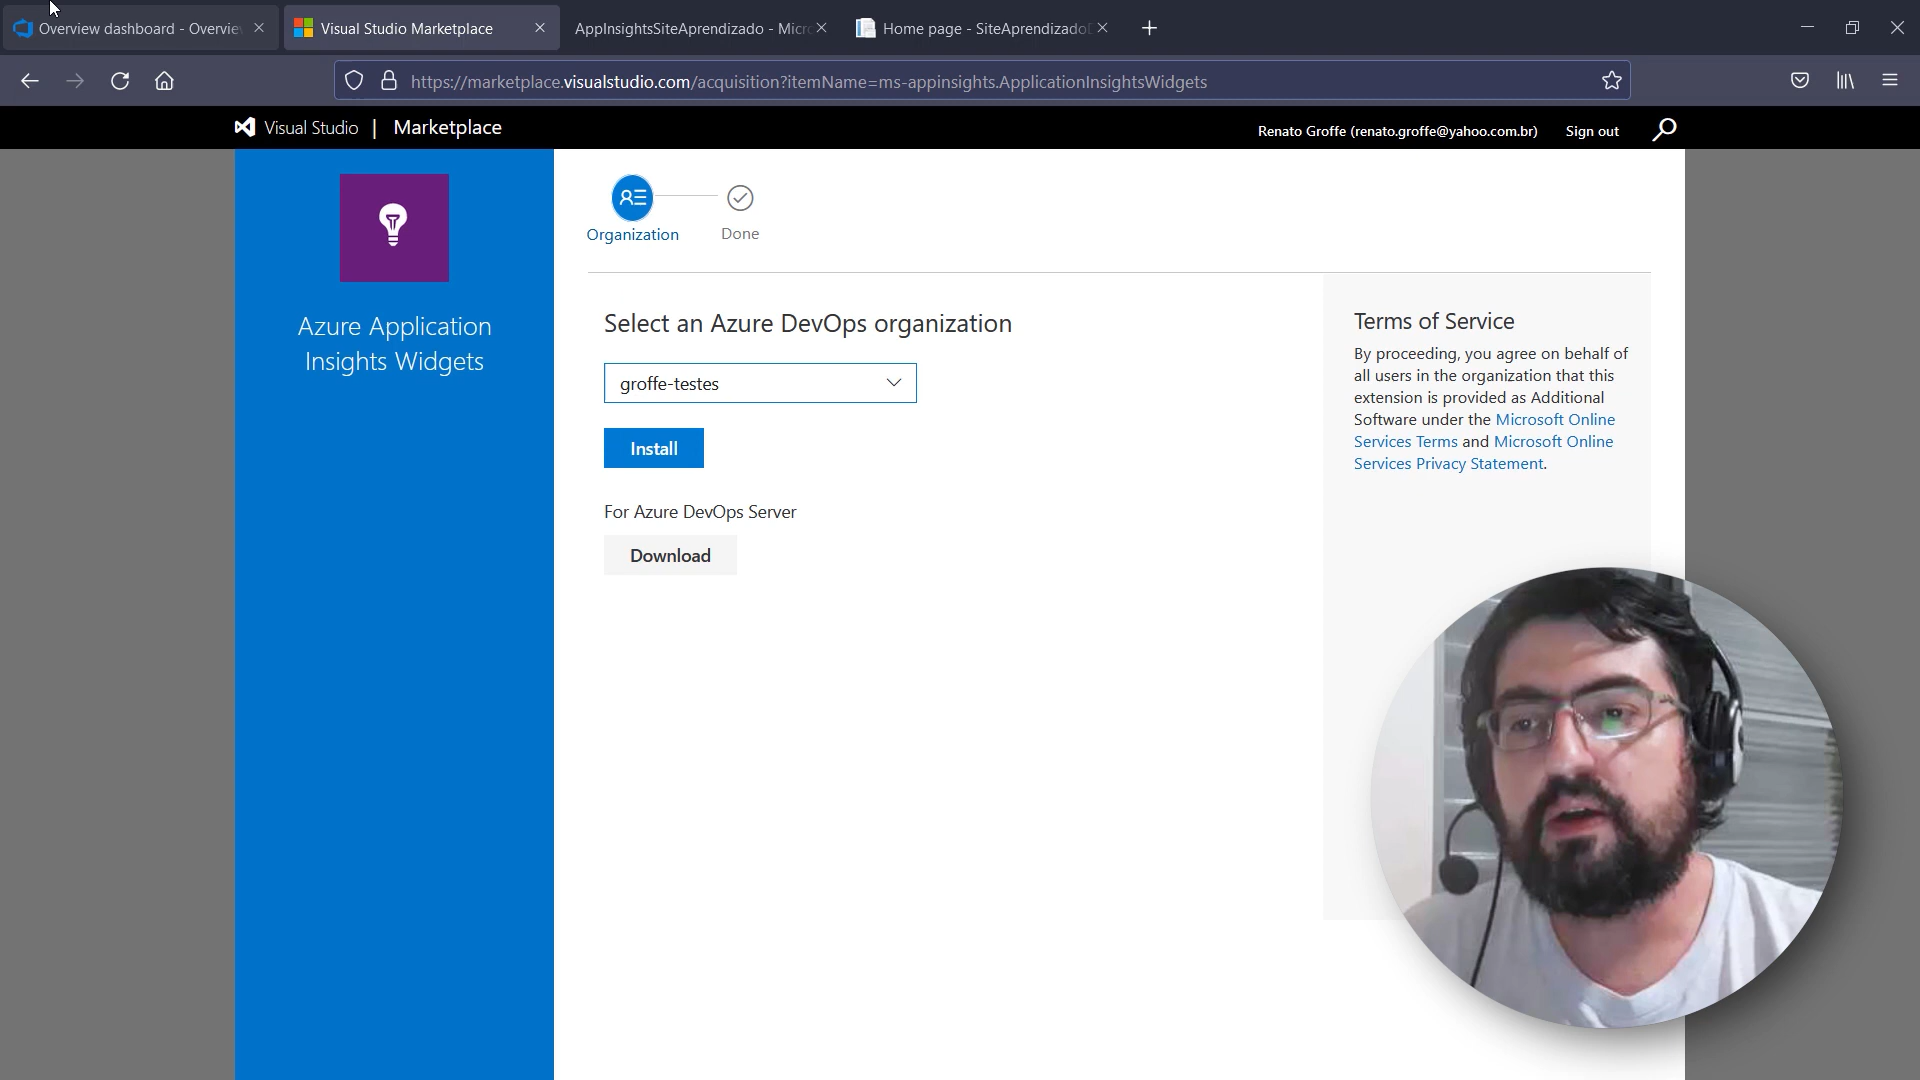 Overview dashboard - Overvie
Visual Studio Marketplace
AppInsightsSiteAprendizado - Micr
Home page - SiteAprendizado
https://marketplace.visualstudio.com/acquisition?itemName=ms-appinsights.ApplicationInsightsWidgets
Visual Studio | Marketplace
Renato Groffe (renato.groffe@yahoo.com.br)
Sign out
Organization
Done
Azure Application
Insights Widgets
Select an Azure DevOps organization
groffe-testes
Install
For Azure DevOps Server
Download
Terms of Service
By proceeding, you agree on behalf of
all users in the organization that this
extension is provided as Additional
Software under the Microsoft Online
Services Terms and Microsoft Online
Services Privacy Statement.